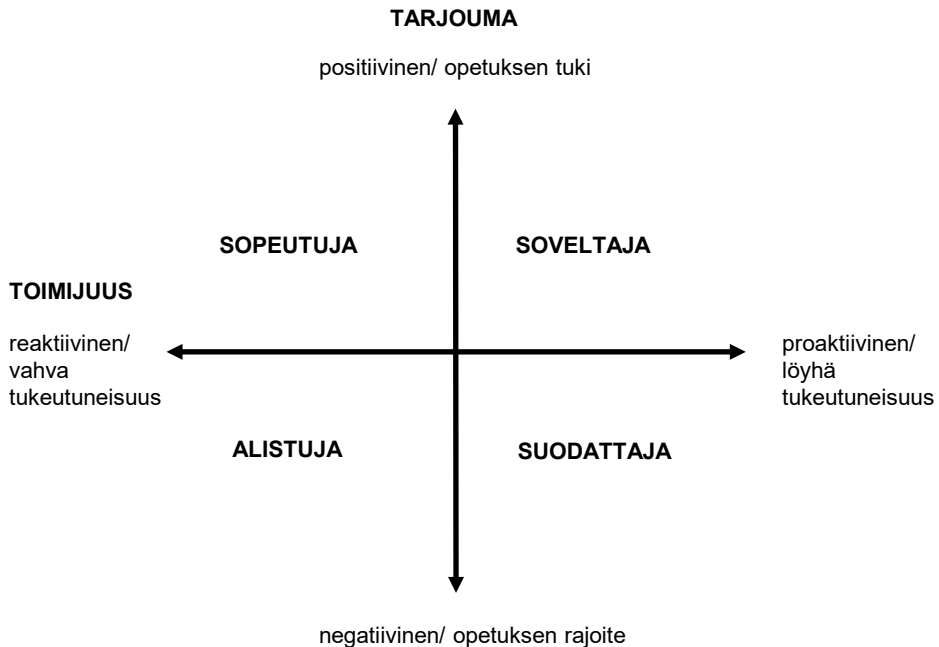 TARJOUMA
positiivinen/ opetuksen tuki
SOPEUTUJA
SOVELTAJA
TOIMIJUUS
reaktiivinen/
vahva
tukeutuneisuus
proaktiivinen/
löyhä
tukeutuneisuus
ALISTUJA
SUODATTAJA
negatiivinen/ opetuksen rajoite